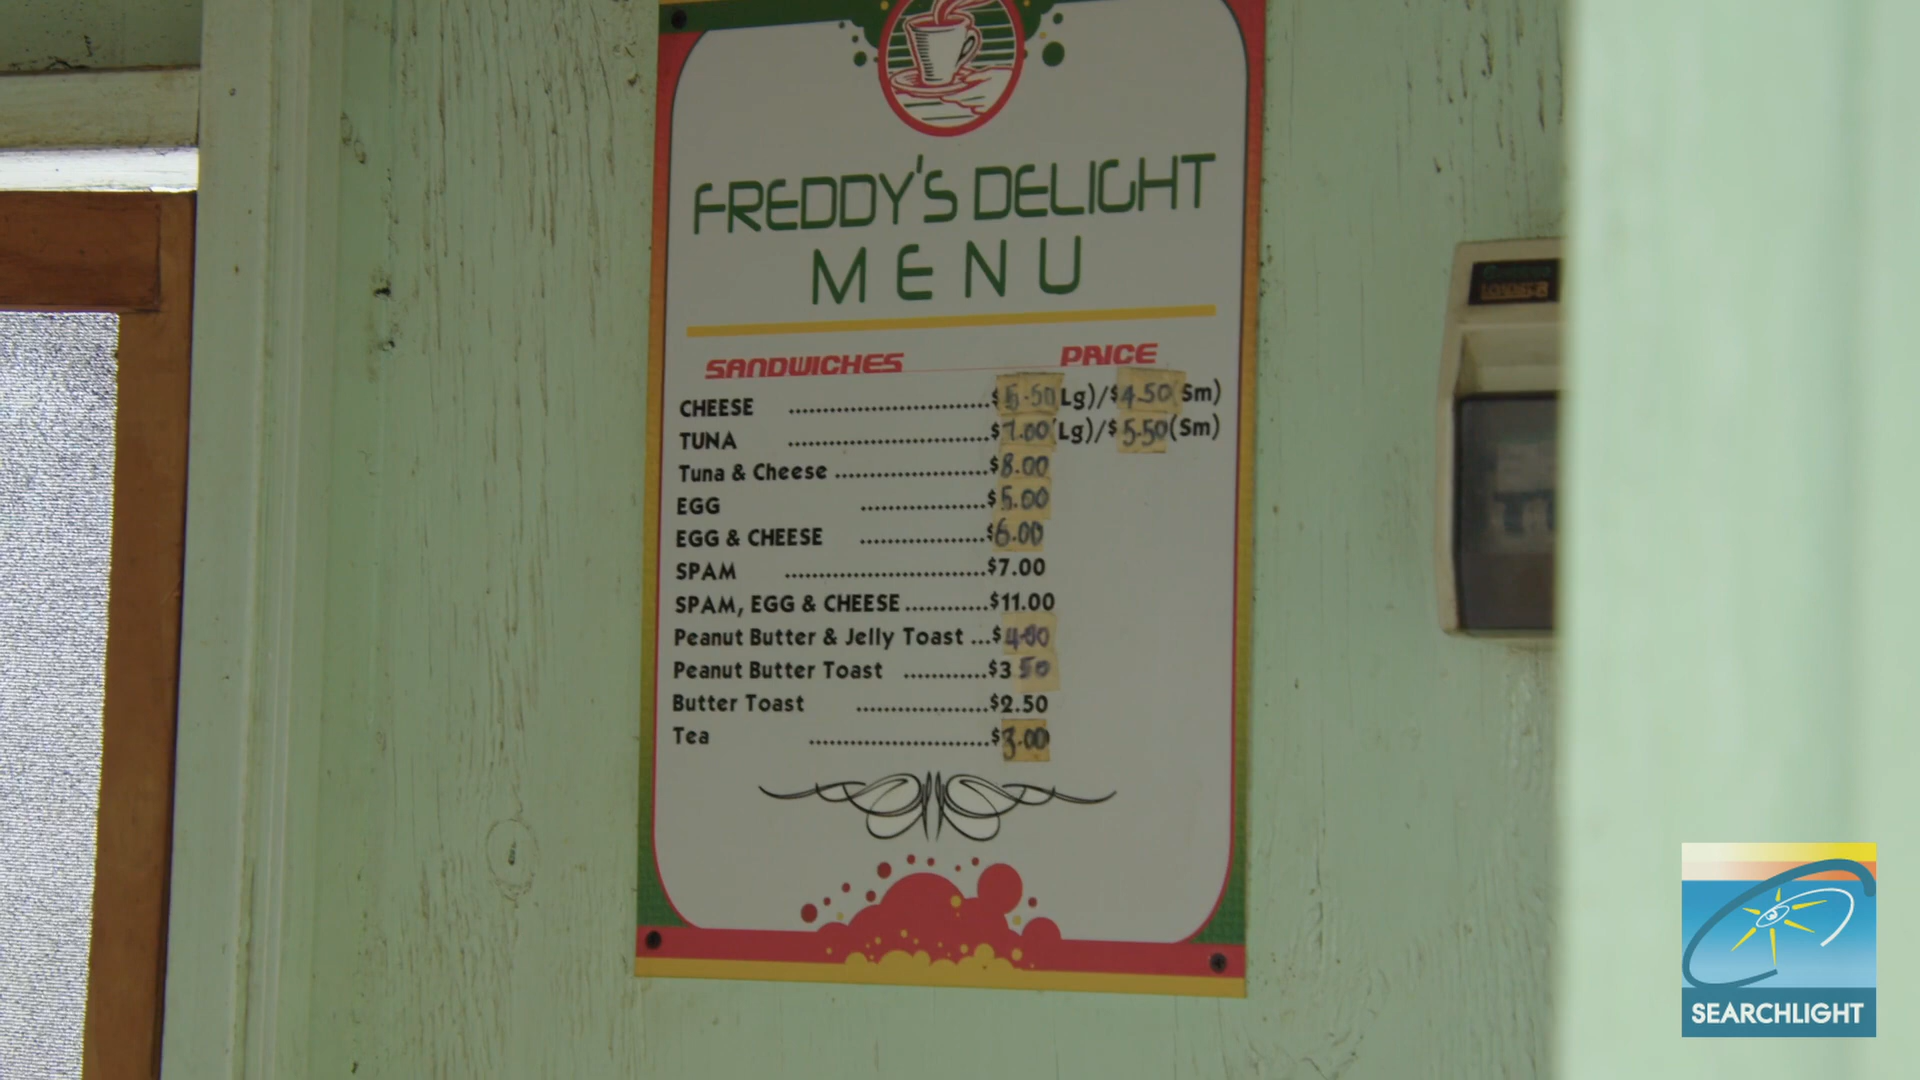 FREDDY'S DELIGHT
MENU
SANDWICHES PRICE
CHEESE ........................$5.50(Lg)/$4.50(Sm)
TUNA ........................$7.00(Lg)/$5.50(Sm)
Tuna & Cheese ..................$8.00
EGG ...............$5.00
EGG & CHEESE ...............$6.00
SPAM ........................$7.00
SPAM, EGG & CHEESE............$11.00
Peanut Butter & Jelly Toast ...$4.00
Peanut Butter Toast ............$3 50
Butter Toast ...................$2.50
Tea ..........................$3.00
SEARCHLIGHT